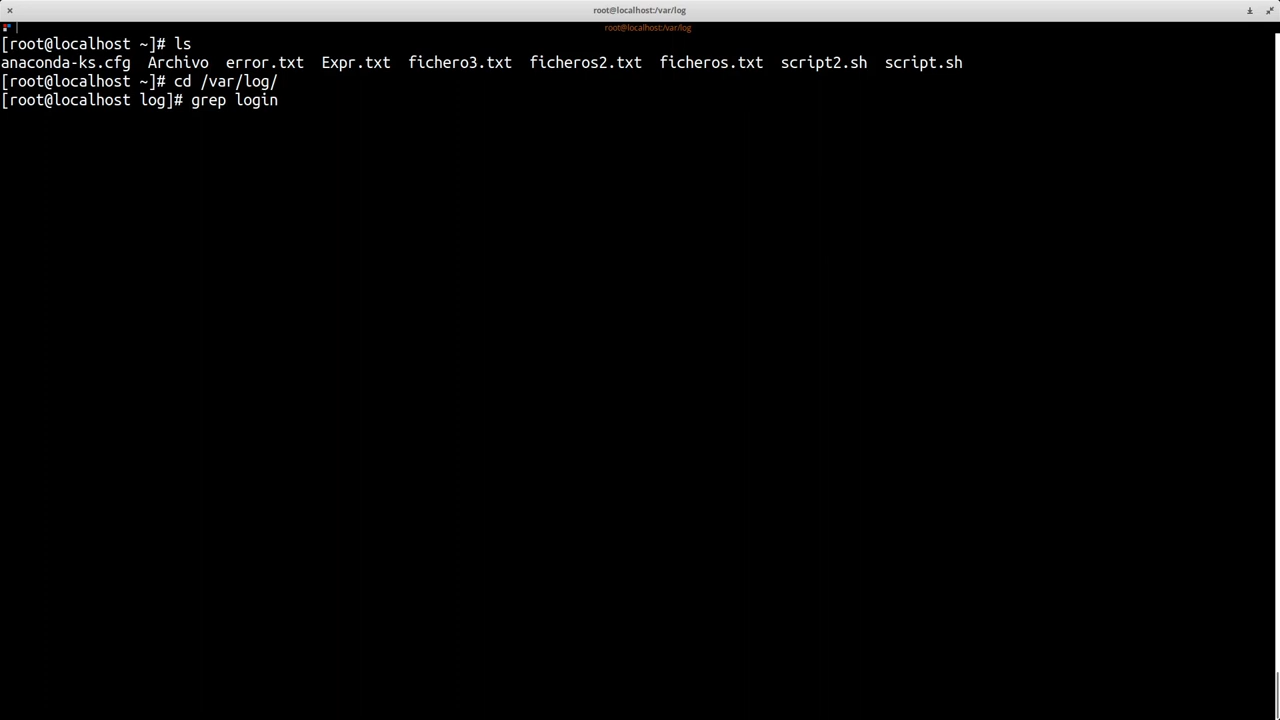 root@localhost:/var/log
root@localhost:/var/log
[root@localhost ~]# ls
anaconda-ks.cfg  Archivo  error.txt  Expr.txt  fichero3.txt  ficheros2.txt  ficheros.txt  script2.sh  script.sh
[root@localhost ~]# cd /var/log/
[root@localhost log]# grep login